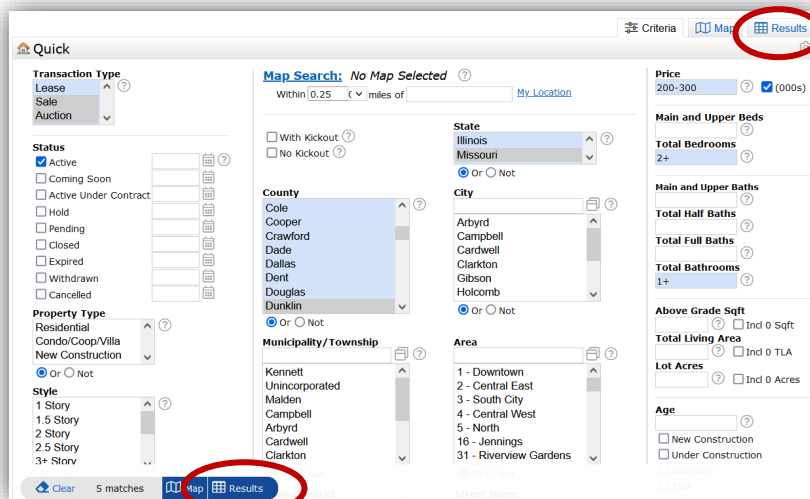 Criteria Map Results
Quick
Transaction Type
Lease
Sale
Auction
Status
Active
Coming Soon
Active Under Contract
Hold
Pending
Closed
Expired
Withdrawn
Cancelled
Property Type
Residential
Condo/Coop/Villa
New Construction
Or Not
Style
1 Story
1.5 Story
2 Story
2.5 Story
3+ Story
Map Search: No Map Selected
Within 0.25 miles of My Location
With Kickout
No Kickout
State
Illinois
Missouri
Or Not
County
Cole
Cooper
Crawford
Dade
Dallas
Dent
Douglas
Dunklin
Or Not
City
Arbyrd
Campbell
Cardwell
Clarkton
Gibson
Holcomb
Or Not
Municipality/Township
Kennett
Unincorporated
Malden
Campbell
Arbyrd
Cardwell
Clarkton
Area
1 - Downtown
2 - Central East
3 - South City
4 - Central West
5 - North
16 - Jennings
31 - Riverview Gardens
Or Not
Street Name
Price
200-300 (000s)
Main and Upper Beds
Total Bedrooms
2+
Main and Upper Baths
Total Half Baths
Total Full Baths
Total Bathrooms
1+
Above Grade Sqft
Incl 0 Sqft
Total Living Area
Incl 0 TLA
Lot Acres
Incl 0 Acres
Age
New Construction
Under Construction
Clear 5 matches Map Results